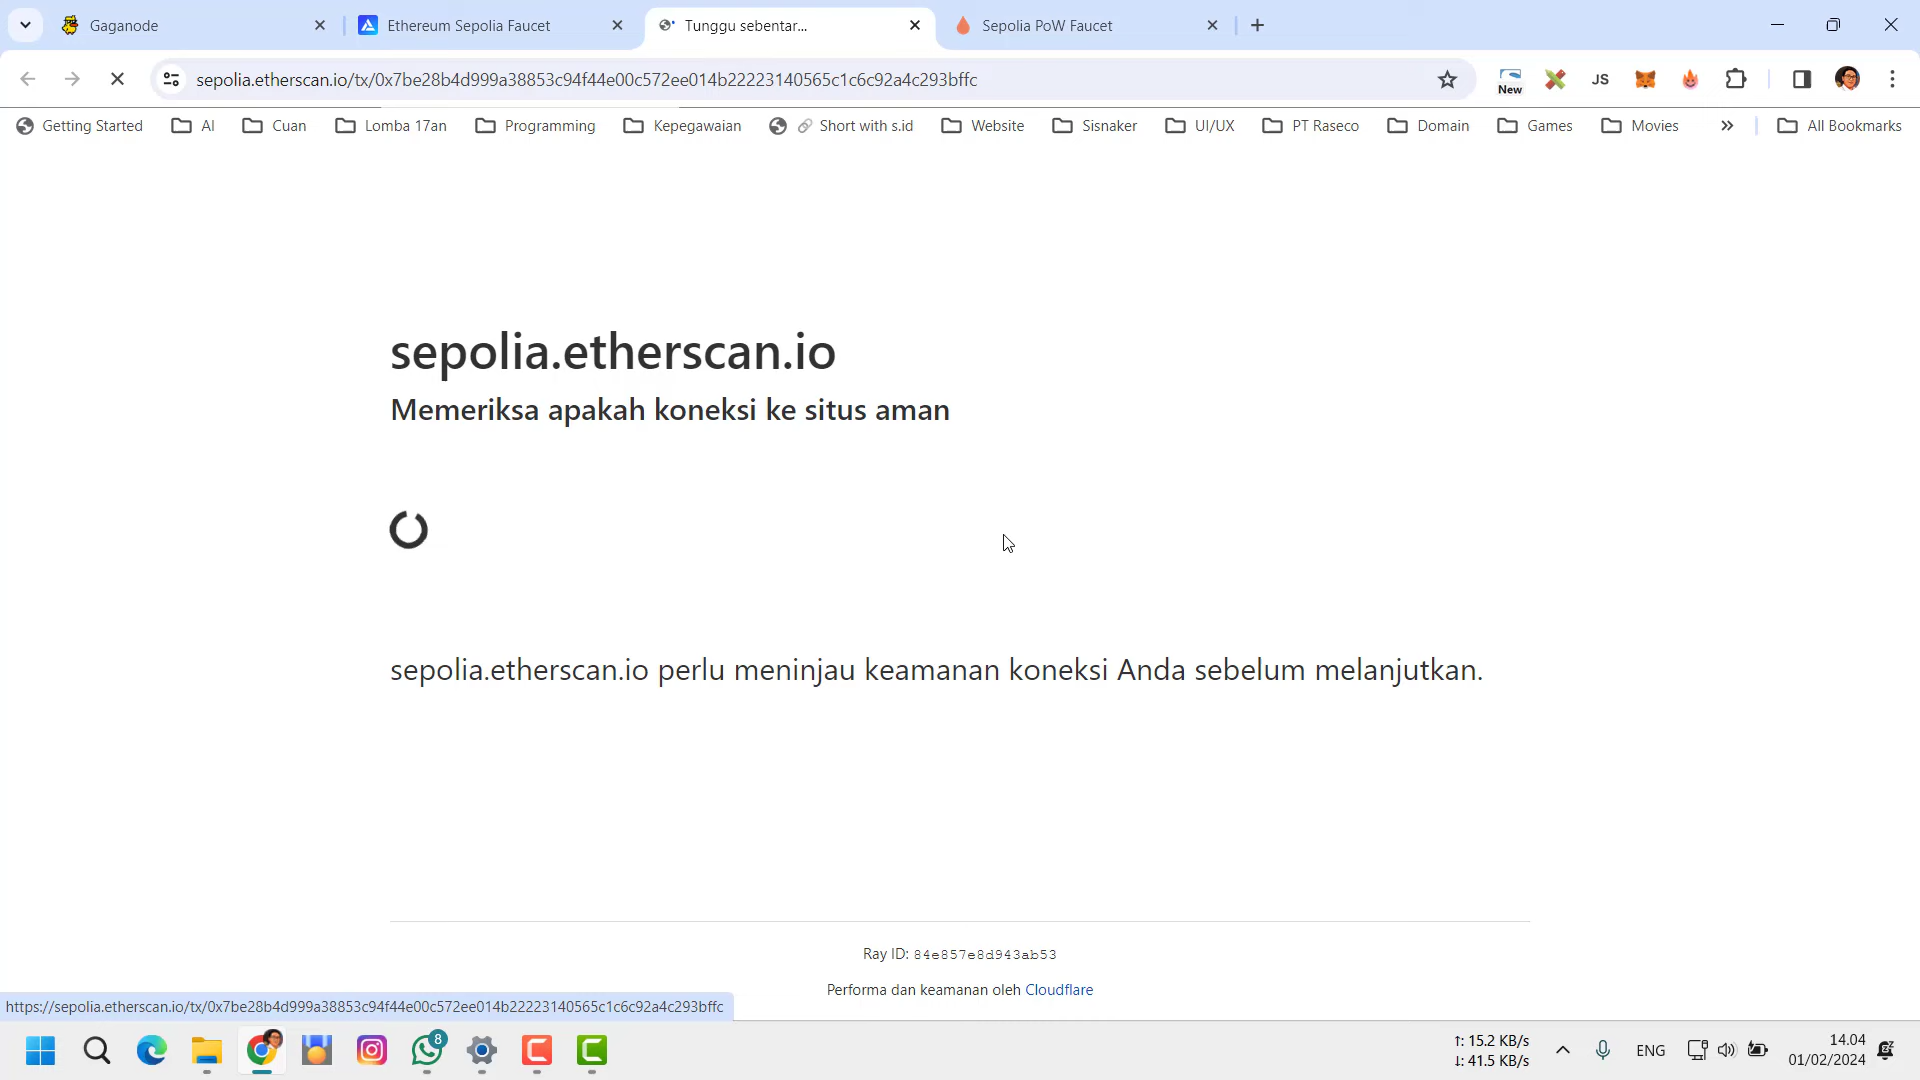 Gaganode
Ethereum Sepolia Faucet
Tunggu sebentar...
Sepolia PoW Faucet
sepolia.etherscan.io/tx/0x7be28b4d999a38853c94f44e00c572ee014b22223140565c1c6c92a4c293bffc
New
JS
Getting Started
AI
Cuan
Lomba 17an
Programming
Kepegawaian
Short with s.id
Website
Sisnaker
UI/UX
PT Raseco
Domain
Games
Movies
All Bookmarks
sepolia.etherscan.io
Memeriksa apakah koneksi ke situs aman
sepolia.etherscan.io perlu meninjau keamanan koneksi Anda sebelum melanjutkan.
Ray ID: 84e857e8d943ab53
Performa dan keamanan oleh Cloudflare
https://sepolia.etherscan.io/tx/0x7be28b4d999a38853c94f44e00c572ee014b22223140565c1c6c92a4c293bffc
8
↑: 15.2 KB/s
↓: 41.5 KB/s
ENG
14.04
01/02/2024